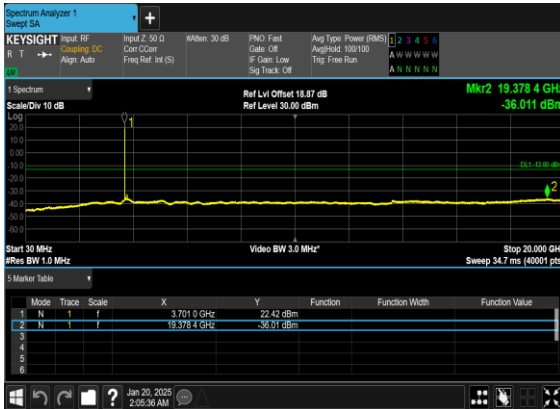 Spectrum Analyzer 1
Swept SA
+
KEYSIGHT Input: RF Input Z: 50 Ω #Atten: 30 dB PNO: Fast Avg Type: Power (RMS) 1 2 3 4 5 6
R T Coupling: DC Corr CCorr Gate: Off Avg|Hold: 100/100 A W W W W W
Align: Auto Freq Ref: Int (S) IF Gain: Low Trig: Free Run
Sig Track: Off A N N N N N
1 Spectrum
Scale/Div 10 dB
Ref Lvl Offset 18.87 dB
Ref Level 30.00 dBm
Mkr2 19.378 4 GHz
-36.011 dBm
Log
20.0
10.0
0.00
-10.0
-20.0
-30.0
-40.0
-50.0
-60.0
1
DL1 -13.00 dBm
2
Start 30 MHz Video BW 3.0 MHz* Stop 20.000 GHz
#Res BW 1.0 MHz Sweep 34.7 ms (40001 pts)
5 Marker Table
Mode Trace Scale X Y Function Function Width Function Value
1 N 1 f 3.701 0 GHz 22.42 dBm
2 N 1 f 19.378 4 GHz -36.01 dBm
3
4
5
6
? Jan 20, 2025
2:05:36 AM